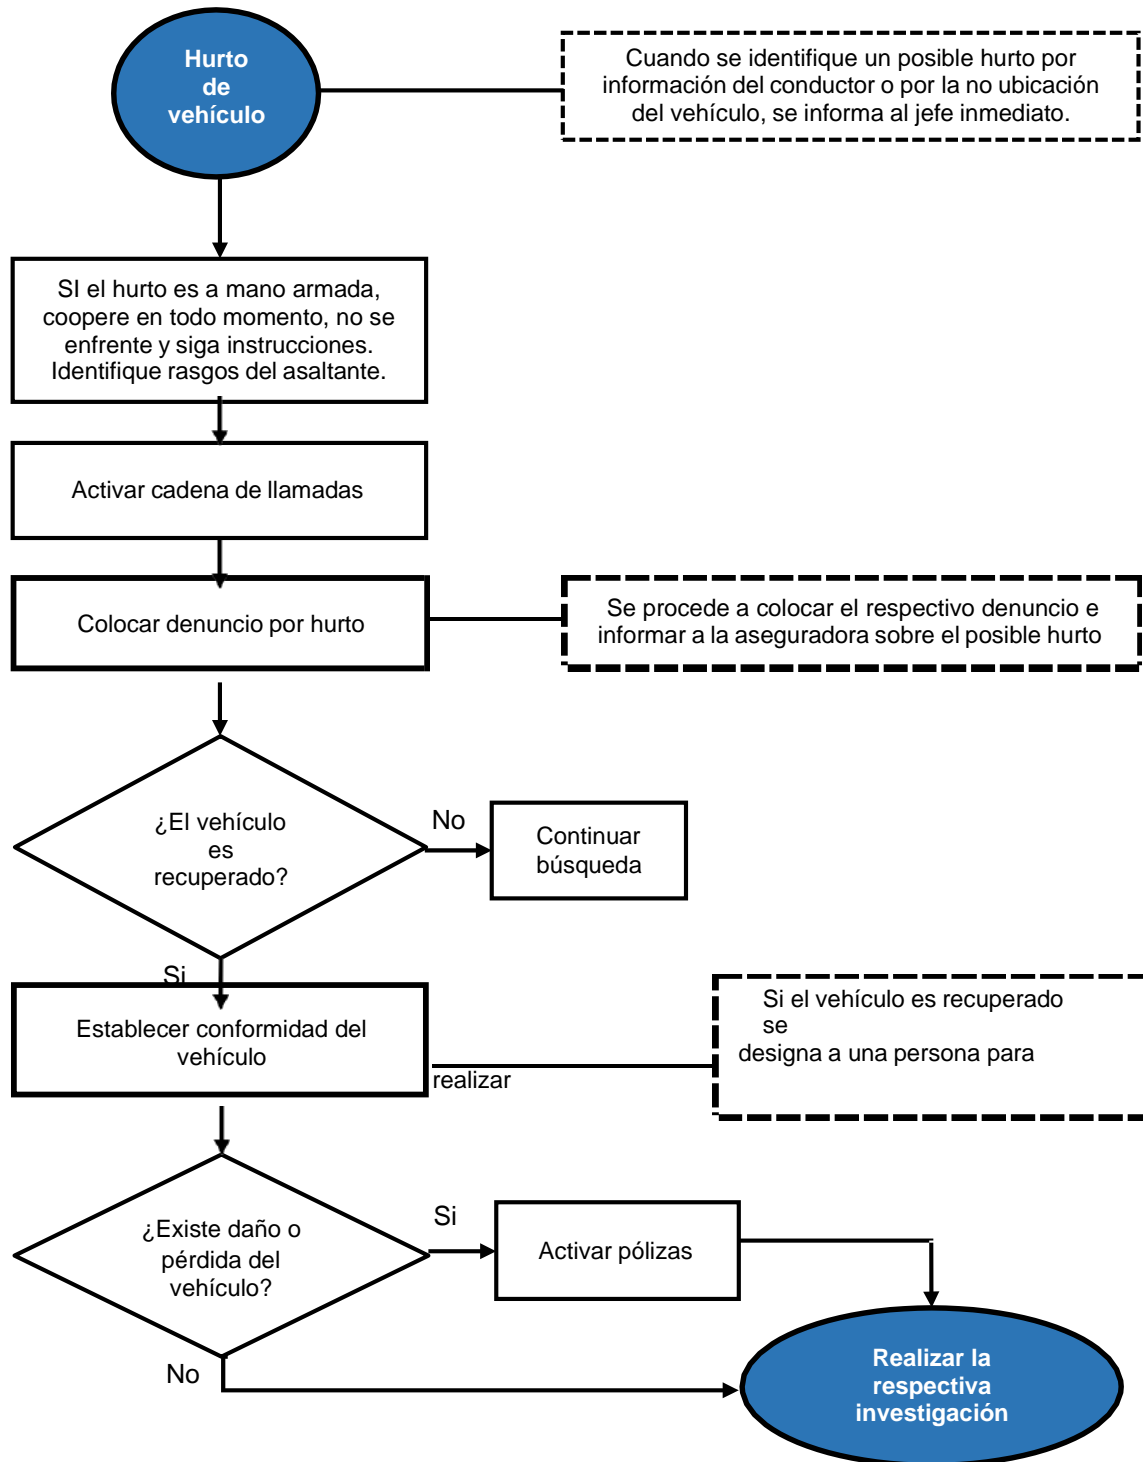 Hurto
de
vehículo
Cuando se identifique un posible hurto por
información del conductor o por la no ubicación
del vehículo, se informa al jefe inmediato.
SI el hurto es a mano armada,
coopere en todo momento, no se
enfrente y siga instrucciones.
Identifique rasgos del asaltante.
Activar cadena de llamadas
Colocar denuncio por hurto
Se procede a colocar el respectivo denuncio e
informar a la aseguradora sobre el posible hurto
¿El vehículo
es
recuperado?
No
Continuar
búsqueda
Si
Establecer conformidad del
vehículo
Si el vehículo es recuperado
se
designa a una persona para
realizar
¿Existe daño o
pérdida del
vehículo?
Si
Activar pólizas
No
Realizar la
respectiva
investigación